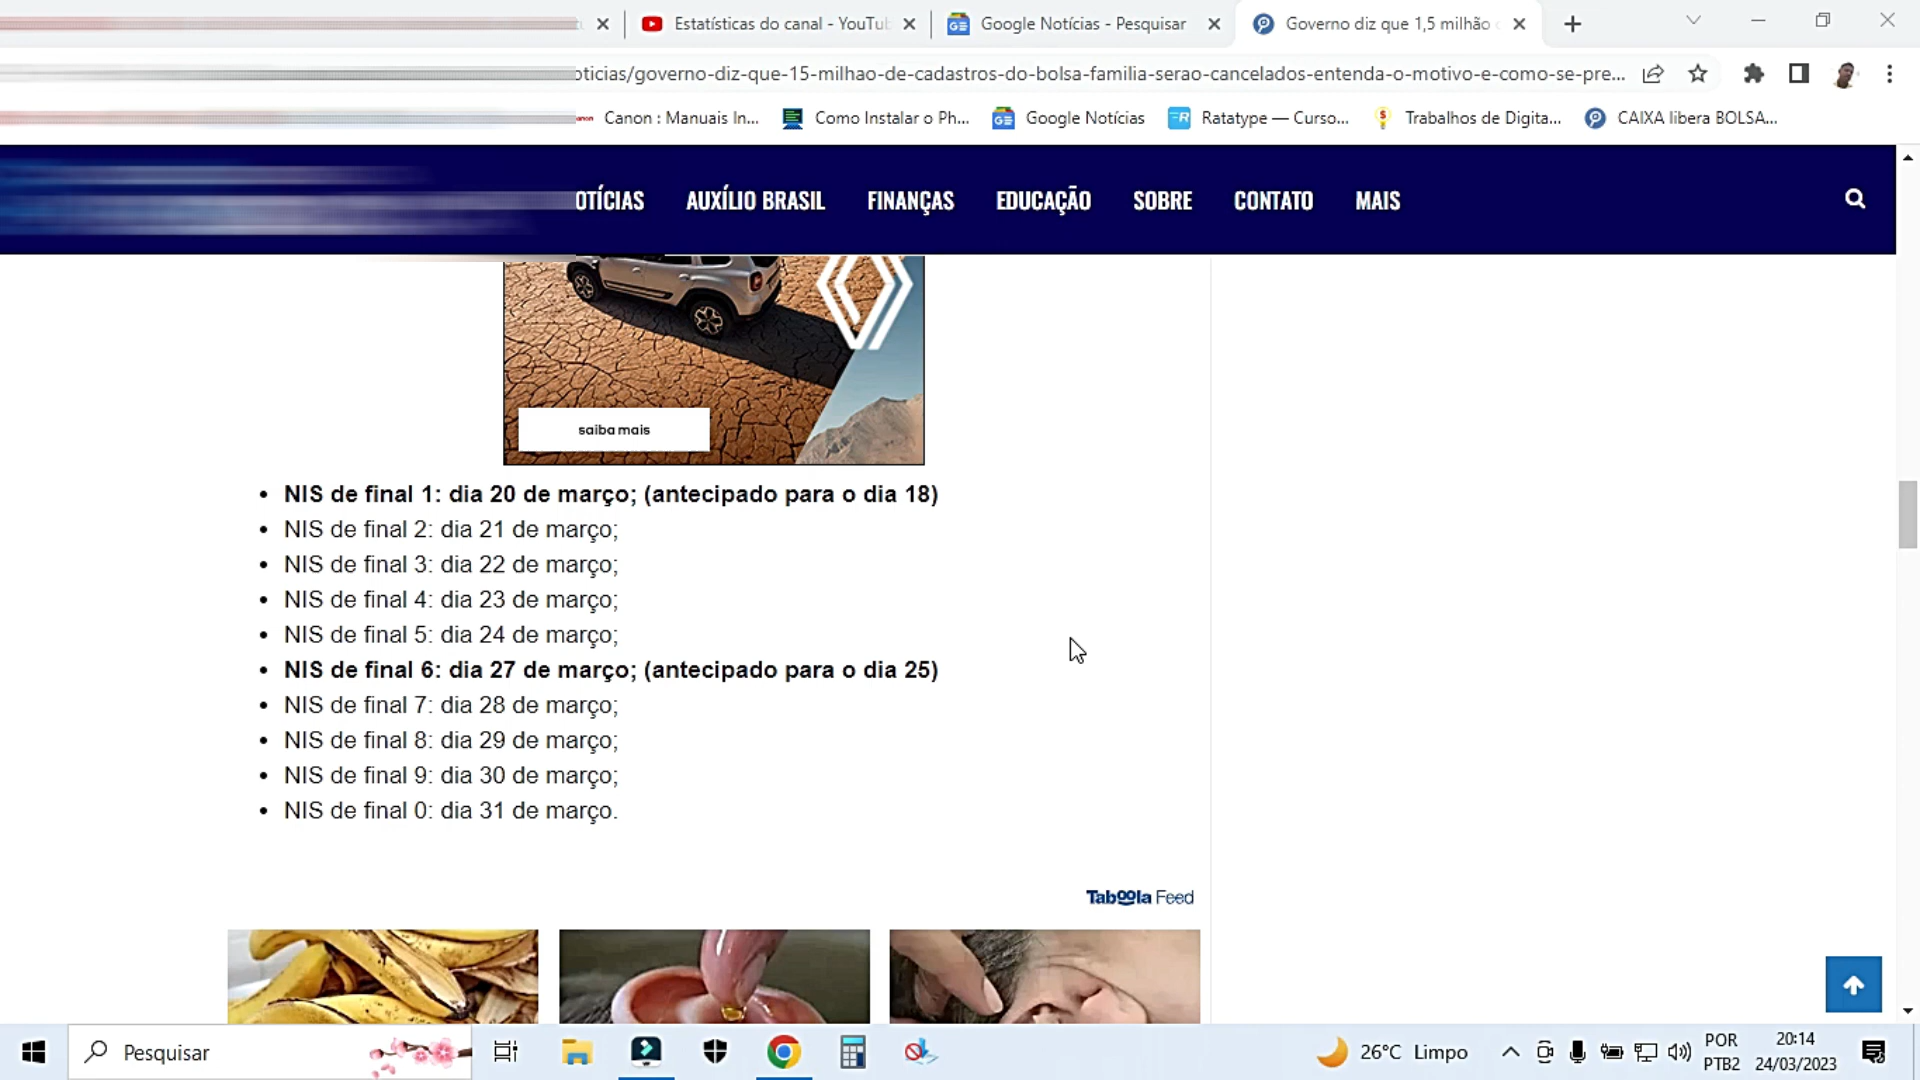 Estatísticas do canal - YouTu
Google Notícias - Pesquisar
Governo diz que 1,5 milhão
oticias/governo-diz-que-15-milhao-de-cadastros-do-bolsa-familia-serao-cancelados-entenda-o-motivo-e-como-se-pre...
Canon : Manuais In...
Como Instalar o Ph...
Google Notícias
Ratatype — Curso...
Trabalhos de Digita...
CAIXA libera BOLSA...
OTÍCIAS
AUXÍLIO BRASIL
FINANÇAS
EDUCAÇÃO
SOBRE
CONTATO
MAIS
saiba mais
• NIS de final 1: dia 20 de março; (antecipado para o dia 18)
• NIS de final 2: dia 21 de março;
• NIS de final 3: dia 22 de março;
• NIS de final 4: dia 23 de março;
• NIS de final 5: dia 24 de março;
• NIS de final 6: dia 27 de março; (antecipado para o dia 25)
• NIS de final 7: dia 28 de março;
• NIS de final 8: dia 29 de março;
• NIS de final 9: dia 30 de março;
• NIS de final 0: dia 31 de março.
Taboola Feed
Pesquisar
26°C Limpo
POR
PTB2
20:14
24/03/2023